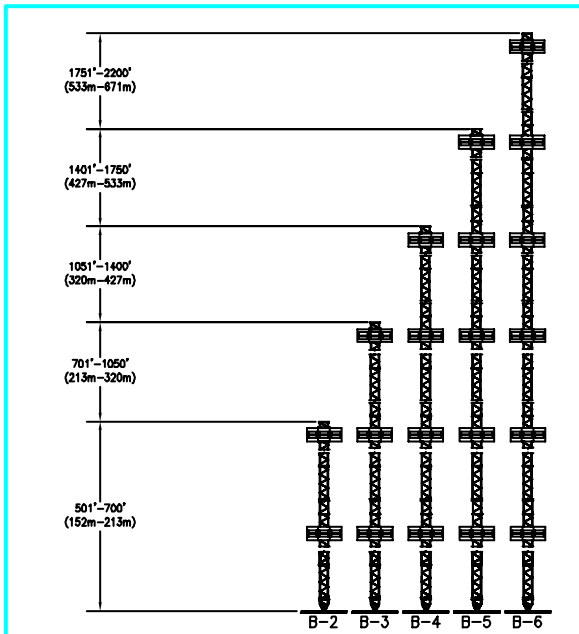 1751'-2200'
(533m-671m)
1401'-1750'
(427m-533m)
1051'-1400'
(320m-427m)
701'-1050'
(213m-320m)
501'-700'
(152m-213m)
B-2 B-3 B-4 B-5 B-6